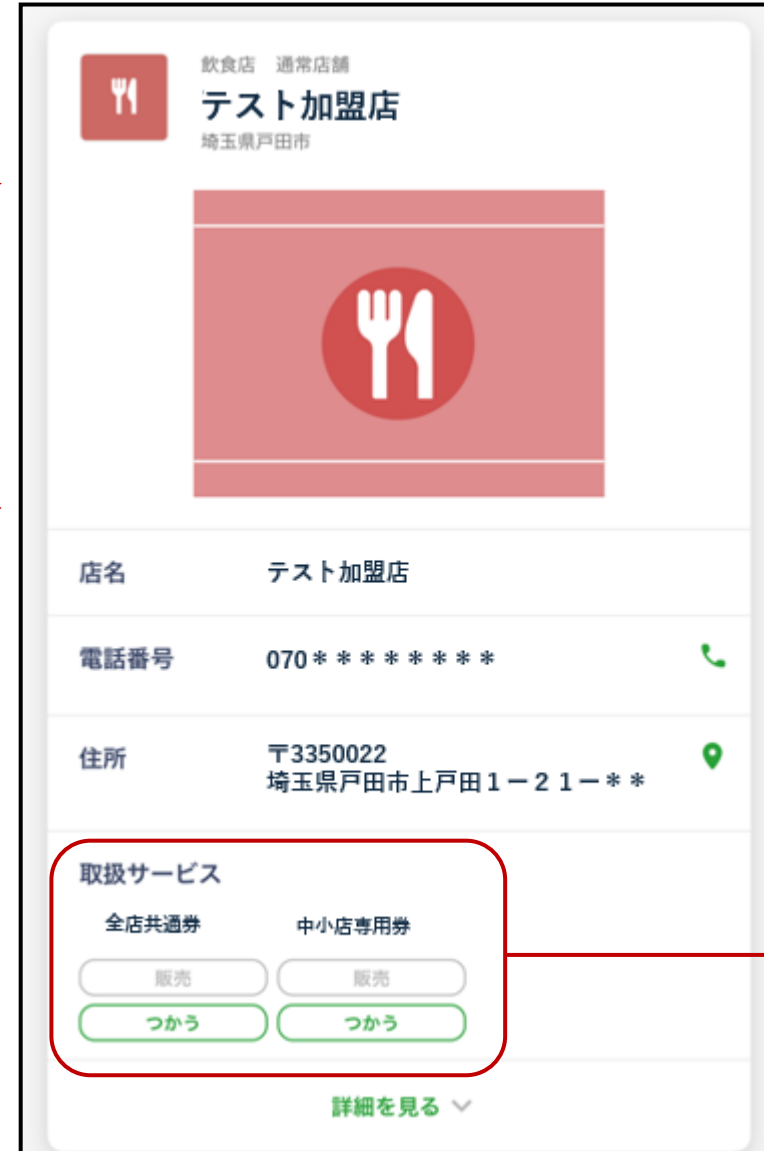 飲食店　通常店舗
テスト加盟店
埼玉県戸田市
店名 テスト加盟店
電話番号 070＊＊＊＊＊＊＊＊
住所 〒3350022
埼玉県戸田市上戸田１ー２１ー＊＊
取扱サービス
全店共通券 中小店専用券
販売 販売
つかう つかう
詳細を見る